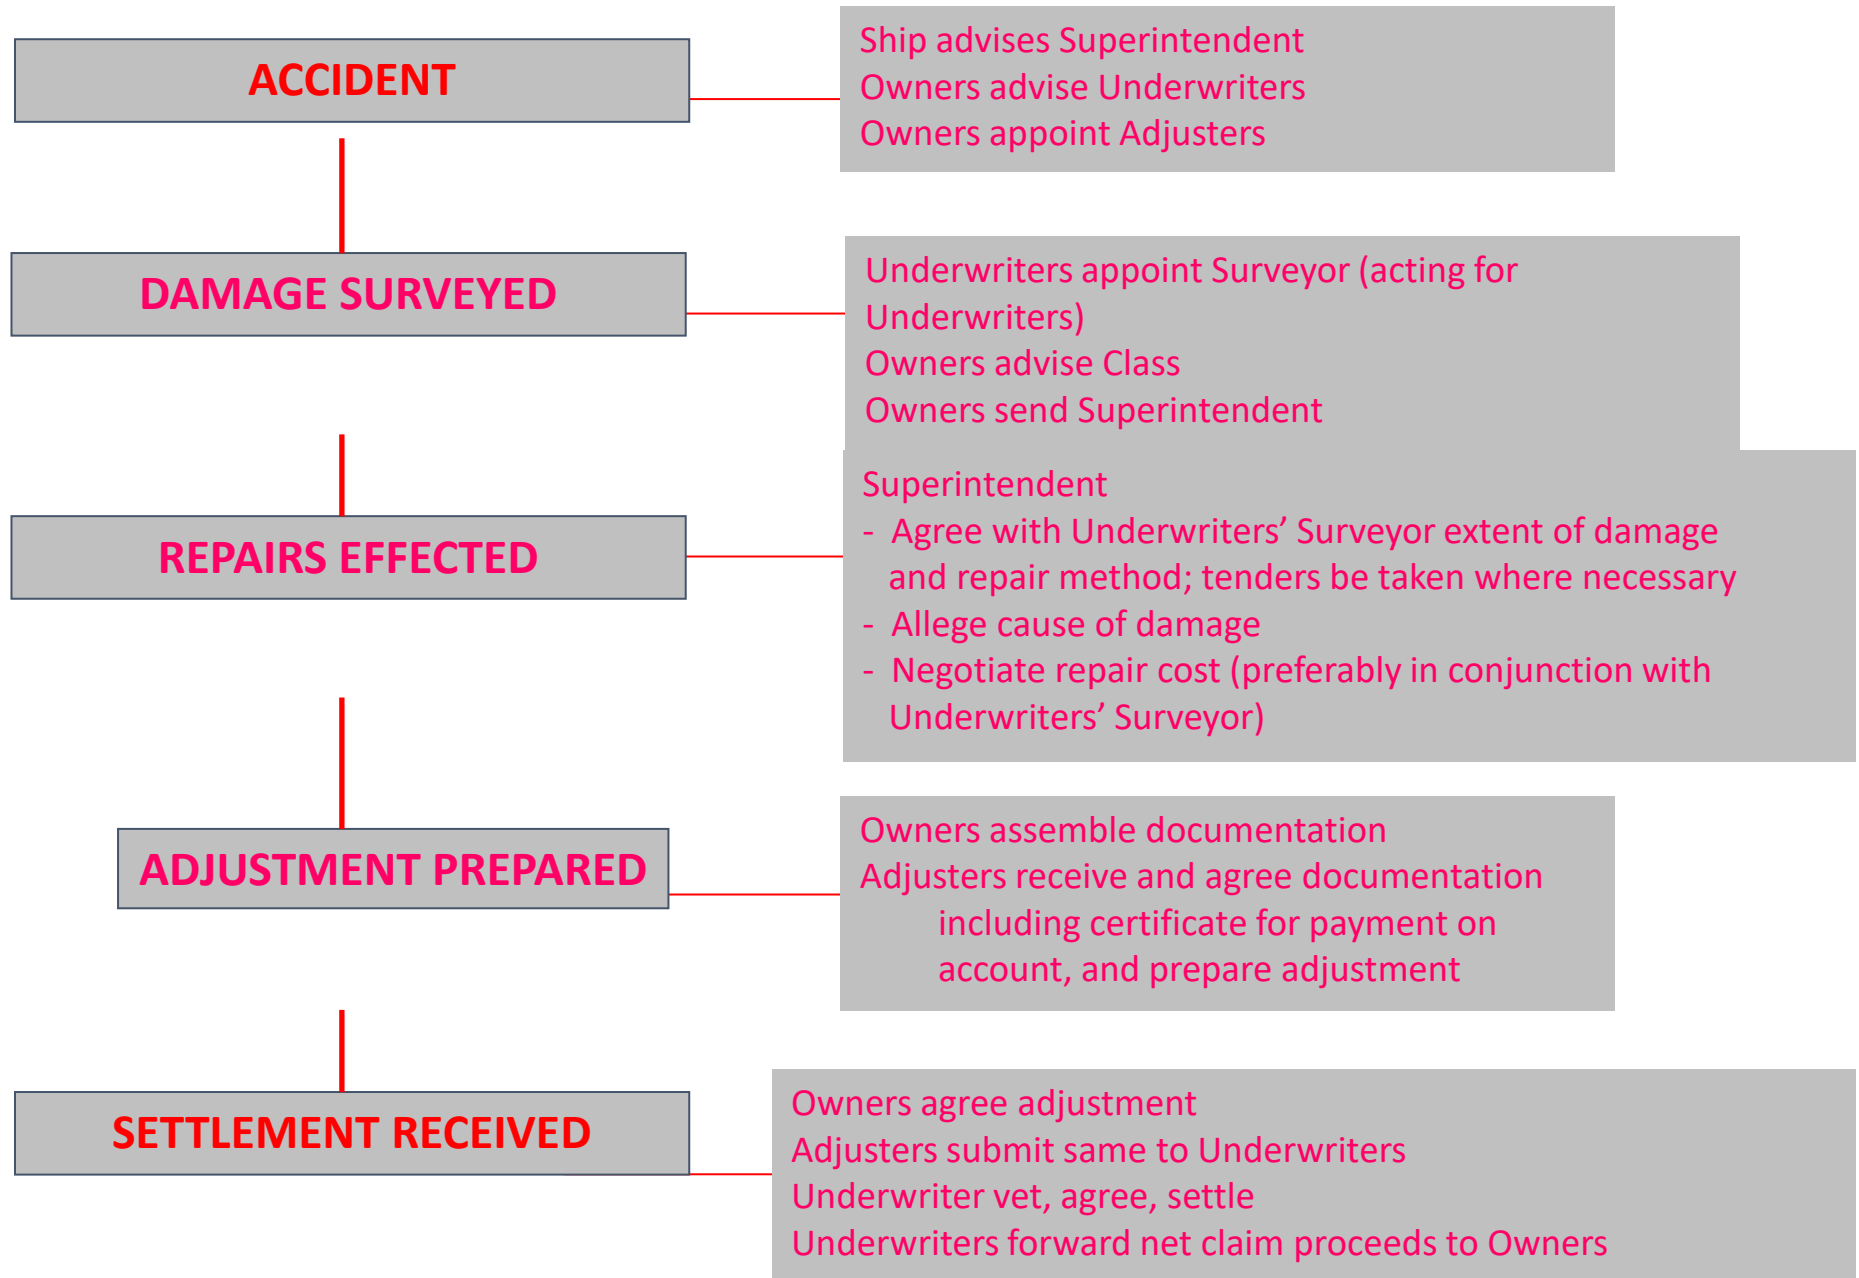 ACCIDENT
Ship advises Superintendent
Owners advise Underwriters
Owners appoint Adjusters
DAMAGE SURVEYED
Underwriters appoint Surveyor (acting for
Underwriters)
Owners advise Class
Owners send Superintendent
REPAIRS EFFECTED
Superintendent
- Agree with Underwriters’ Surveyor extent of damage
and repair method; tenders be taken where necessary
- Allege cause of damage
- Negotiate repair cost (preferably in conjunction with
Underwriters’ Surveyor)
ADJUSTMENT PREPARED
Owners assemble documentation
Adjusters receive and agree documentation
including certificate for payment on
account, and prepare adjustment
SETTLEMENT RECEIVED
Owners agree adjustment
Adjusters submit same to Underwriters
Underwriter vet, agree, settle
Underwriters forward net claim proceeds to Owners